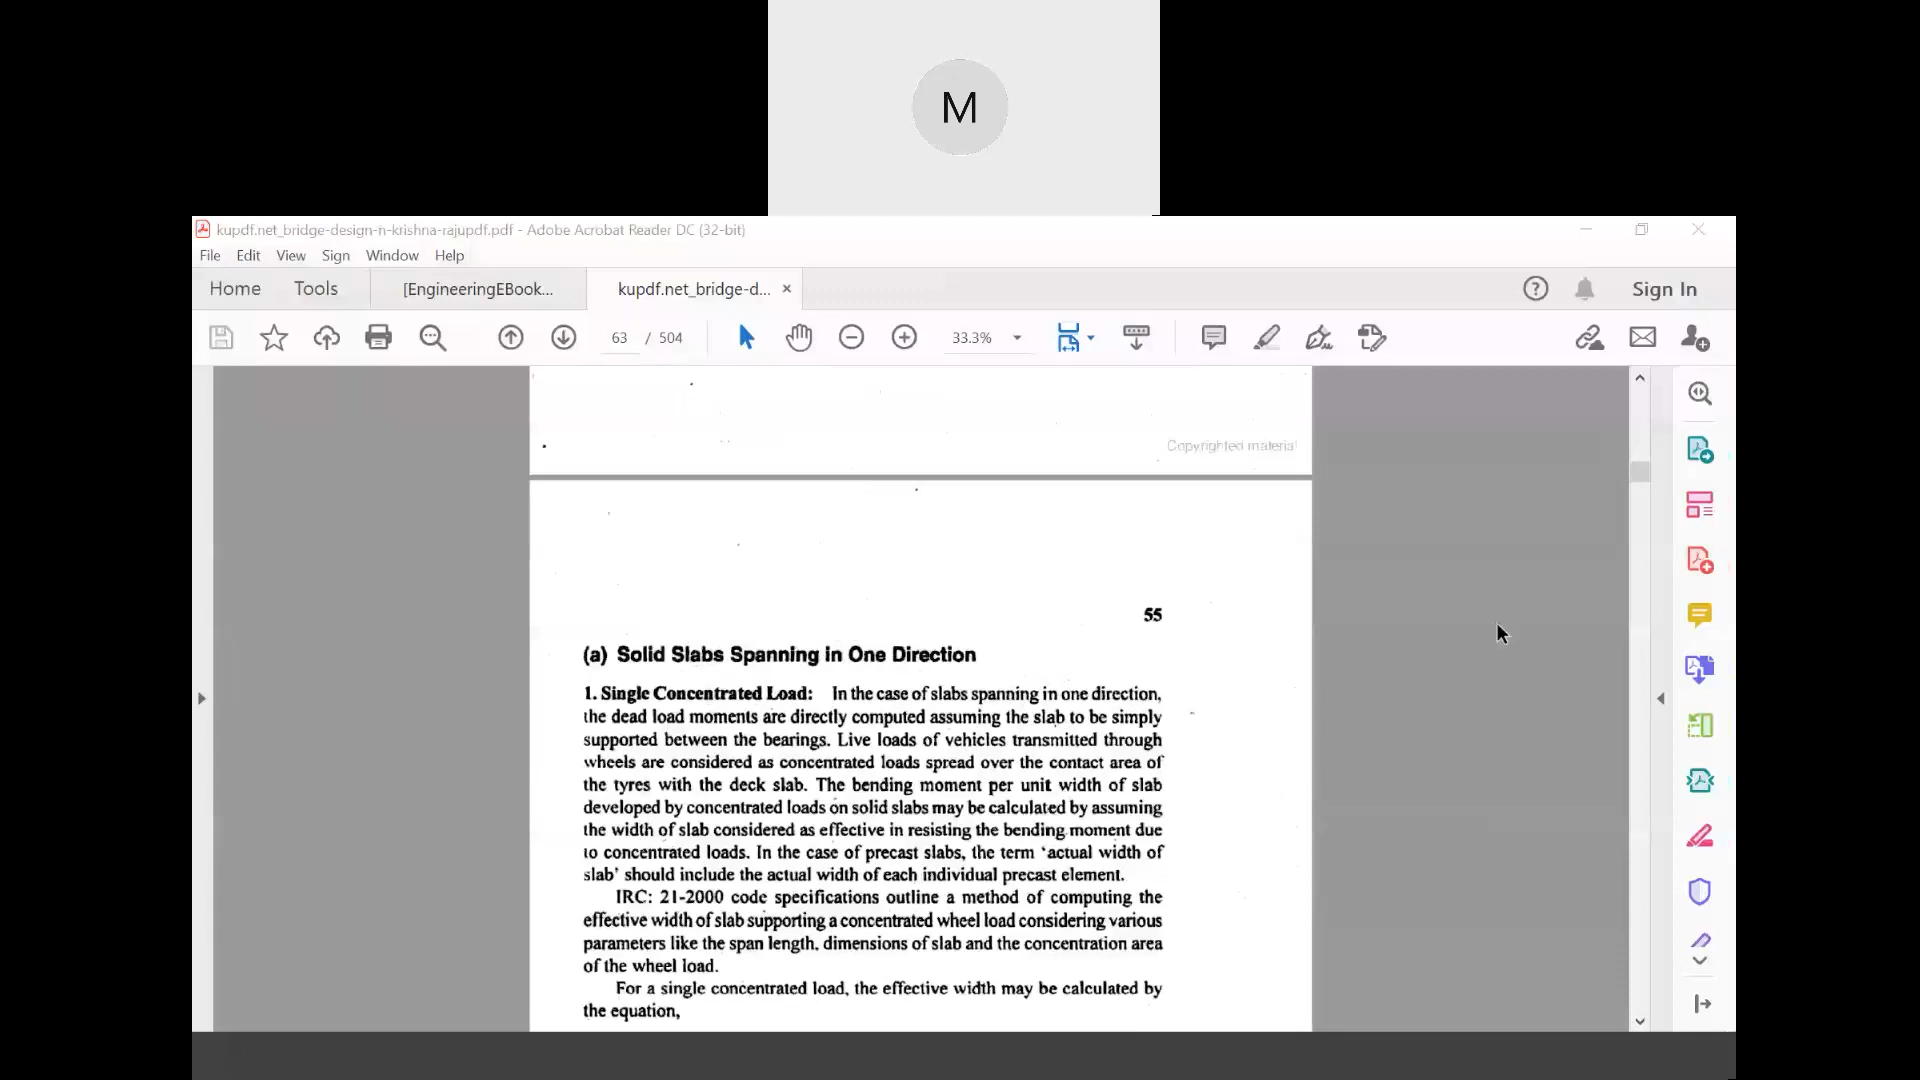 M
kupdf.net_bridge-design-n-krishna-rajupdf.pdf - Adobe Acrobat Reader DC (32-bit)
File Edit View Sign Window Help
Home Tools [EngineeringEBook... kupdf.net_bridge-d... × Sign In
63 / 504 33.3%
Copyrighted material
55
(a) Solid Slabs Spanning in One Direction
1. Single Concentrated Load: In the case of slabs spanning in one direction,
the dead load moments are directly computed assuming the slab to be simply
supported between the bearings. Live loads of vehicles transmitted through
wheels are considered as concentrated loads spread over the contact area of
the tyres with the deck slab. The bending moment per unit width of slab
developed by concentrated loads on solid slabs may be calculated by assuming
the width of slab considered as effective in resisting the bending moment due
to concentrated loads. In the case of precast slabs, the term ‘actual width of
slab’ should include the actual width of each individual precast element.
IRC: 21-2000 code specifications outline a method of computing the
effective width of slab supporting a concentrated wheel load considering various
parameters like the span length, dimensions of slab and the concentration area
of the wheel load.
For a single concentrated load, the effective width may be calculated by
the equation,